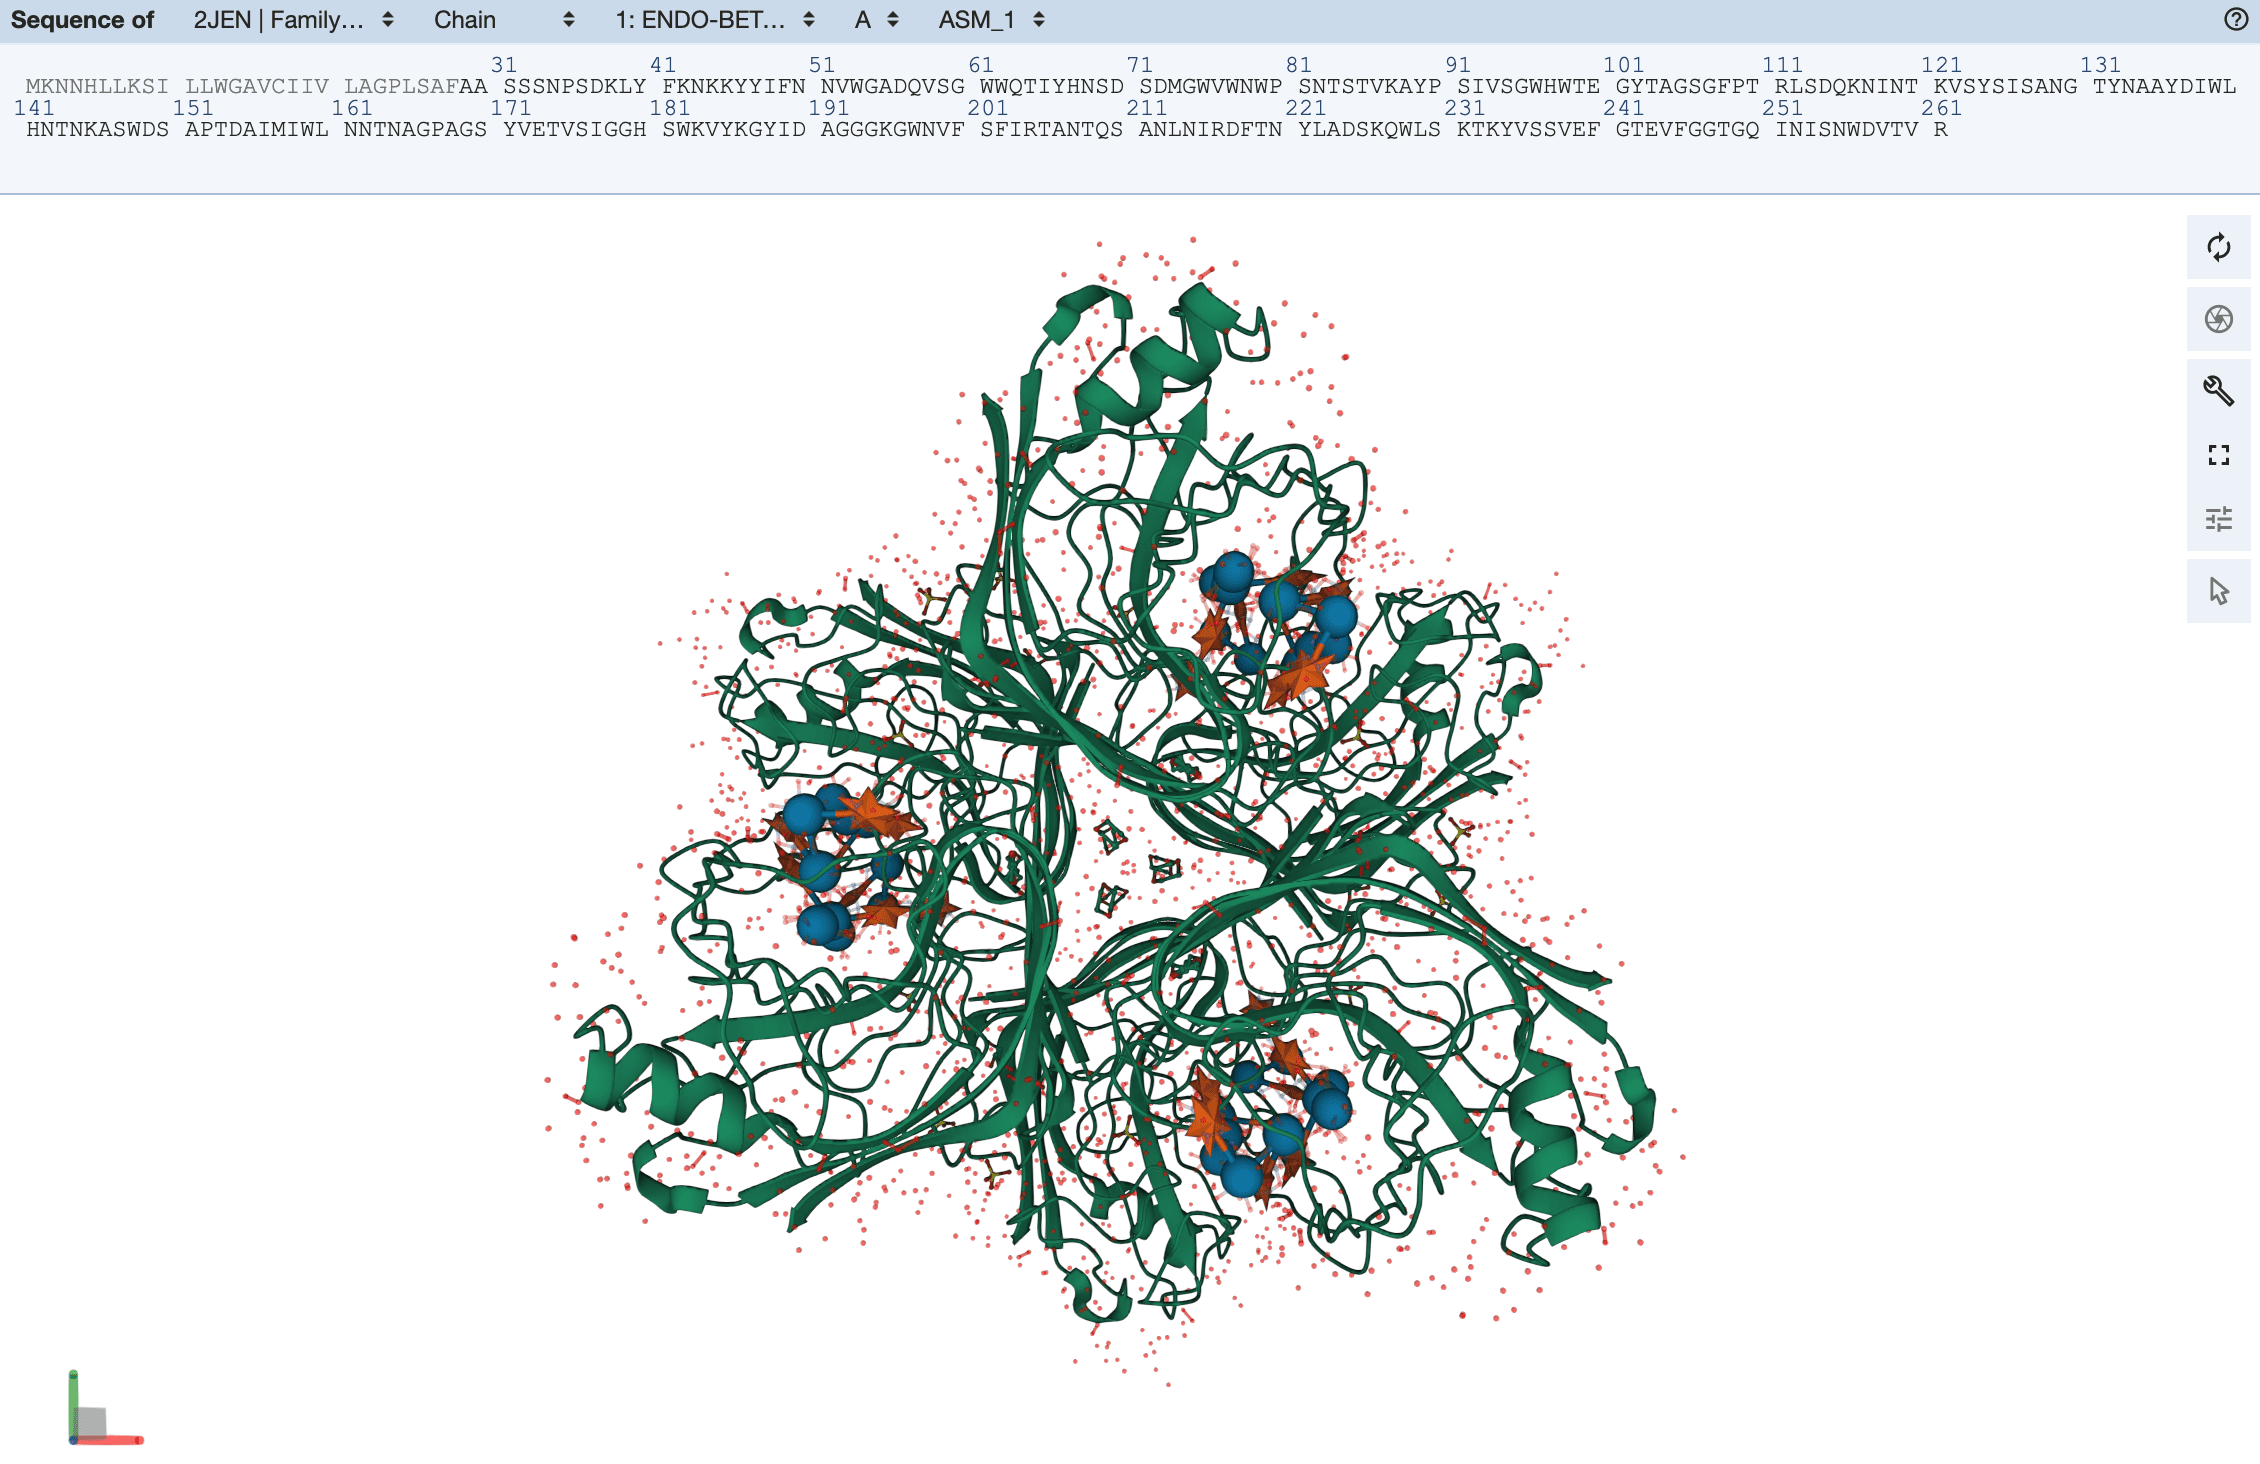 Sequence of 2JEN | Family... Chain 1: ENDO-BET... A ASM_1
31 41 51 61 71 81 91 101 111 121 131
MKNNHLLKSI LLWGAVCIIV LAGPLSAFAA SSSNPSDKLY FKNKKYYIFN NVWGADQVSG WWQTIYHNSD SDMGWVWNWP SNTSTVKAYP SIVSGWHWTE GYTAGSGFPT RLSDQKNINT KVSYSISANG TYNAAYDIWL
141 151 161 171 181 191 201 211 221 231 241 251 261
HNTNKASWDS APTDAIMIWL NNTNAGPAGS YVETVSIGGH SWKVYKGYID AGGGKGWNVF SFIRTANTQS ANLNIRDFTN YLADSKQWLS KTKYVSSVEF GTEVFGGTGQ INISNWDVTV R